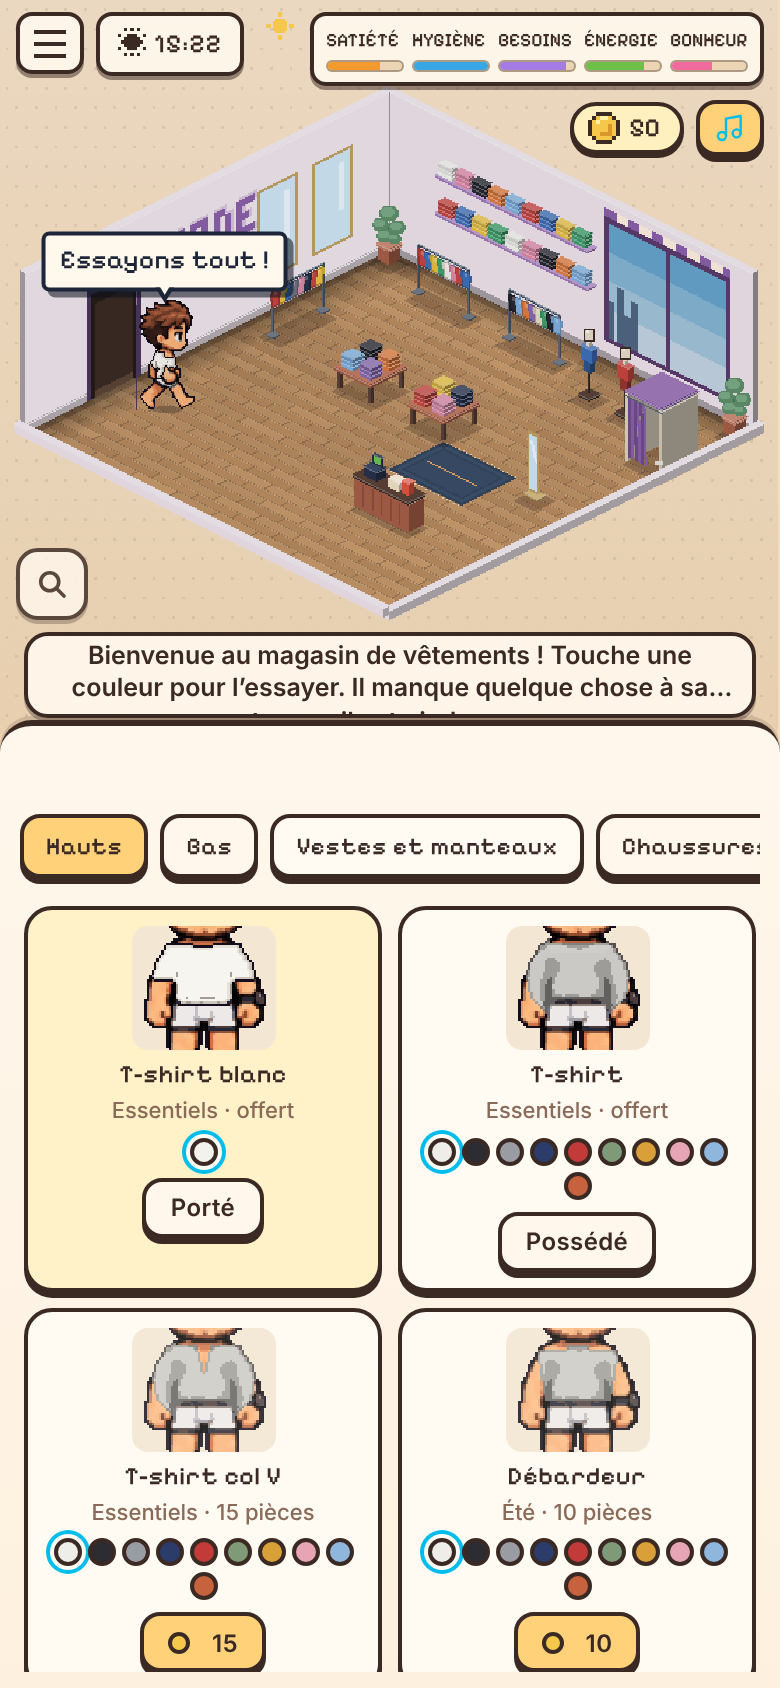 18:22
SATIÉTÉ HYGIÈNE BESOINS ÉNERGIE BONHEUR
80
Essayons tout !
Bienvenue au magasin de vêtements ! Touche une
couleur pour l’essayer. Il manque quelque chose à sa…
Hauts Bas Vestes et manteaux Chaussures
T-shirt blanc
Essentiels · offert
Porté
T-shirt
Essentiels · offert
Possédé
T-shirt col V
Essentiels · 15 pièces
15
Débardeur
Été · 10 pièces
10